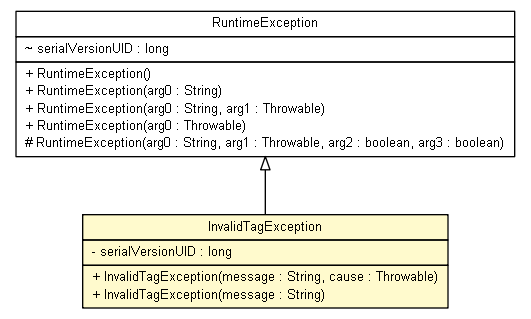 RuntimeException
~ serialVersionUID : long
+ RuntimeException()
+ RuntimeException(arg0 : String)
+ RuntimeException(arg0 : String, arg1 : Throwable)
+ RuntimeException(arg0 : Throwable)
# RuntimeException(arg0 : String, arg1 : Throwable, arg2 : boolean, arg3 : boolean)
InvalidTagException
- serialVersionUID : long
+ InvalidTagException(message : String, cause : Throwable)
+ InvalidTagException(message : String)